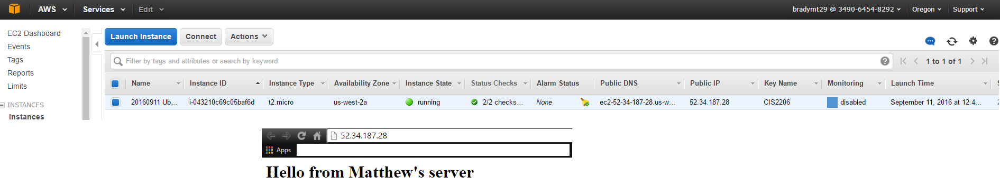 AWS Services Edit bradymt29 @ 3490-6454-8292 Oregon Support
EC2 Dashboard
Events
Tags
Reports
Limits
INSTANCES
Instances
Launch Instance Connect Actions
Filter by tags and attributes or search by keyword 1 to 1 of 1
Name Instance ID Instance Type Availability Zone Instance State Status Checks Alarm Status Public DNS Public IP Key Name Monitoring Launch Time S
20160911 Ub... i-043210c69c05baf6d t2.micro us-west-2a running 2/2 checks... None ec2-52-34-187-28.us-w... 52.34.187.28 CIS2206 disabled September 11, 2016 at 12:4...
52.34.187.28
Apps
Hello from Matthew's server